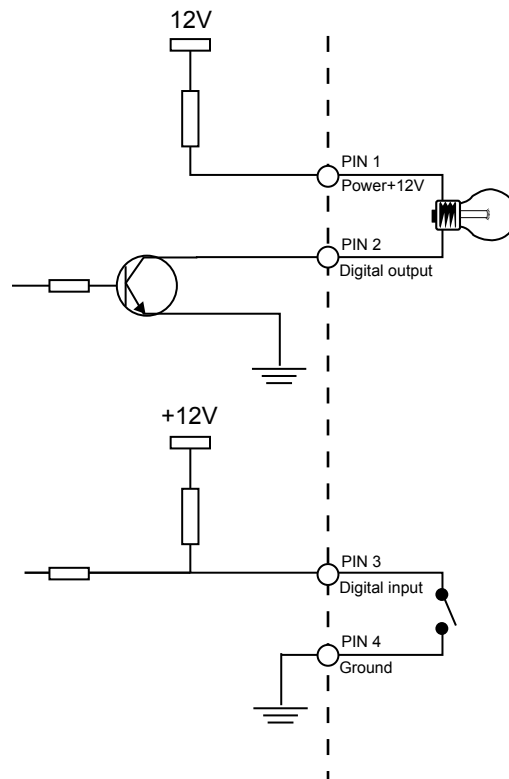 12V
PIN 1
Power+12V
PIN 2
Digital output
+12V
PIN 3
Digital input
PIN 4
Ground